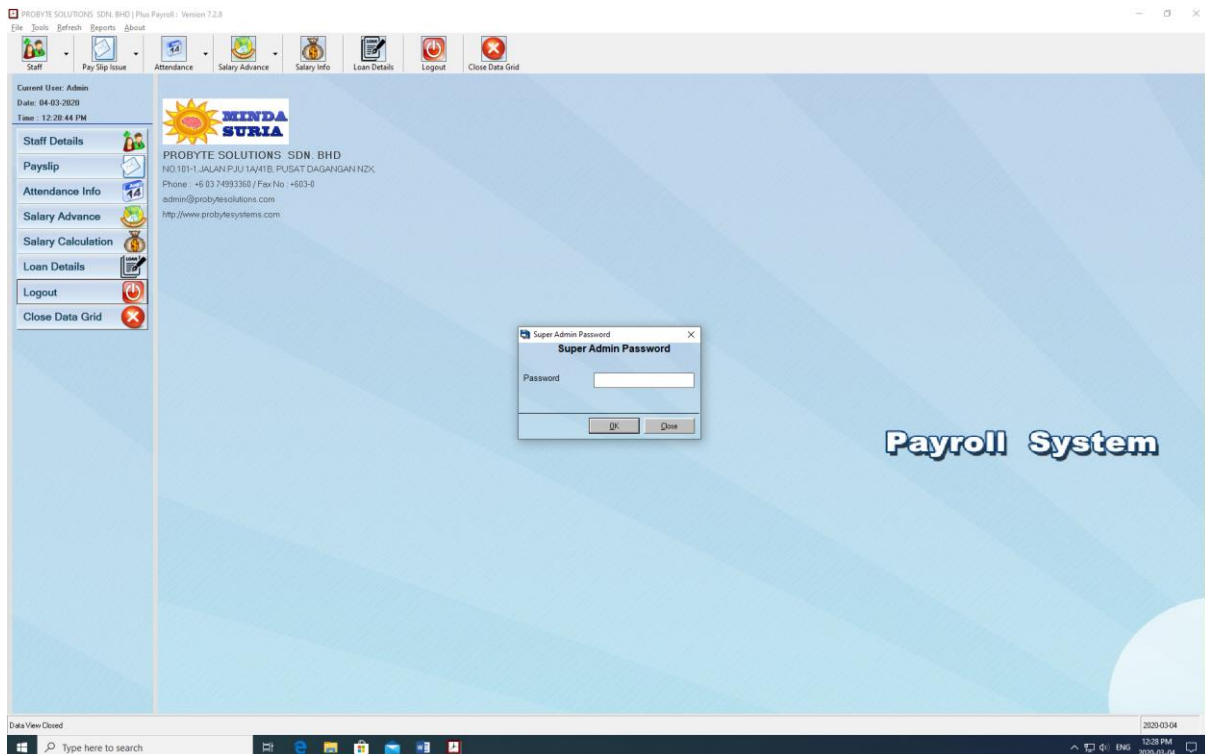 PROBYTE SOLUTIONS SDN. BHD | Plus Payroll : Version 7.2.8
File Tools Refresh Reports About
Staff Pay Slip Issue Attendance Salary Advance Salary Info Loan Details Logout Close Data Grid
Current User: Admin
Date: 04-03-2020
Time : 12:28:44 PM
Staff Details
Payslip
Attendance Info
Salary Advance
Salary Calculation
Loan Details
Logout
Close Data Grid
MINDA
SURIA
PROBYTE SOLUTIONS SDN. BHD
NO.101-1.JALAN PJU 1A/41B, PUSAT DAGANGAN NZX,
Phone : +6 03 74993360 / Fax No : +603-0
admin@probytesolutions.com
http://www.probytesystems.com
Super Admin Password
Super Admin Password
Password
OK Close
Payroll System
Data View Closed
2020-03-04
Type here to search
ENG
12:28 PM
2020-03-04